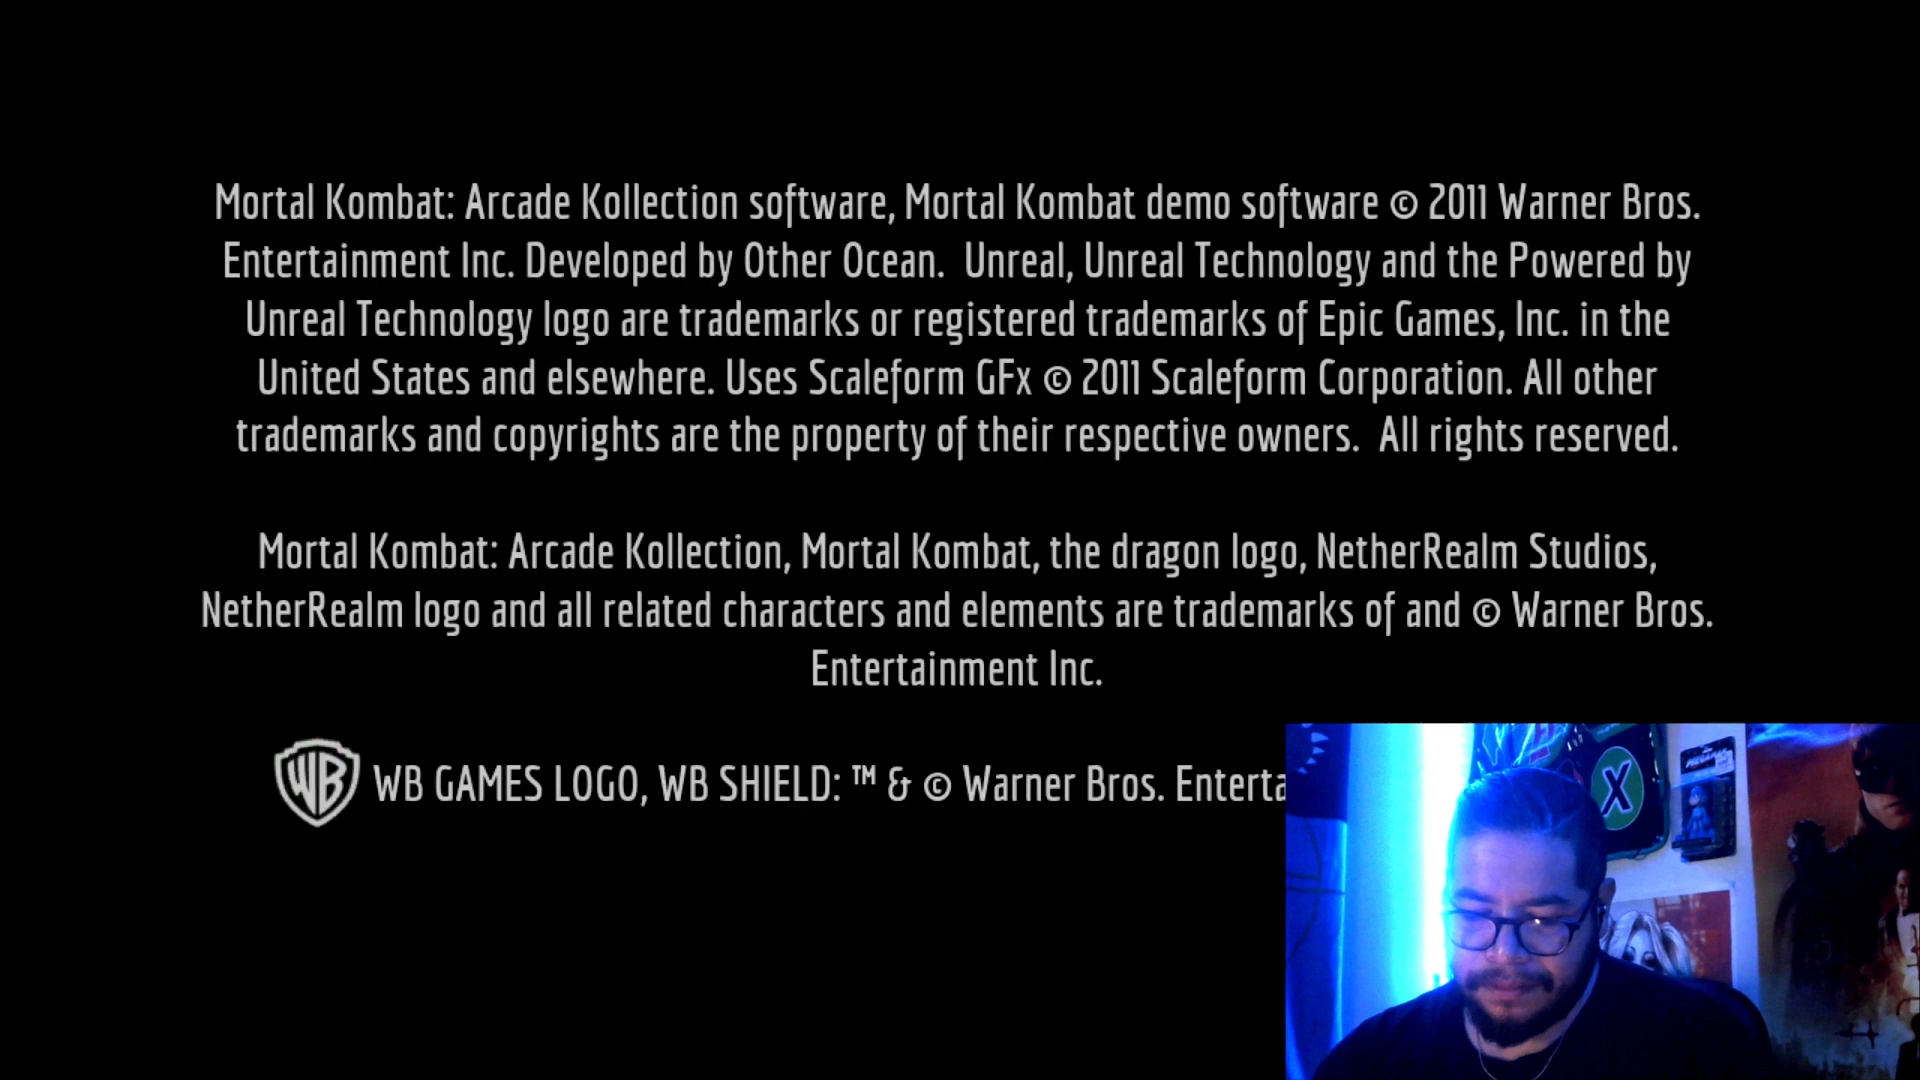 Mortal Kombat: Arcade Kollection software, Mortal Kombat demo software © 2011 Warner Bros.
Entertainment Inc. Developed by Other Ocean.  Unreal, Unreal Technology and the Powered by
Unreal Technology logo are trademarks or registered trademarks of Epic Games, Inc. in the
United States and elsewhere. Uses Scaleform GFx © 2011 Scaleform Corporation. All other
trademarks and copyrights are the property of their respective owners.  All rights reserved.
Mortal Kombat: Arcade Kollection, Mortal Kombat, the dragon logo, NetherRealm Studios,
NetherRealm logo and all related characters and elements are trademarks of and © Warner Bros.
Entertainment Inc.
WB WB GAMES LOGO, WB SHIELD: ™ & © Warner Bros. Enterta
X